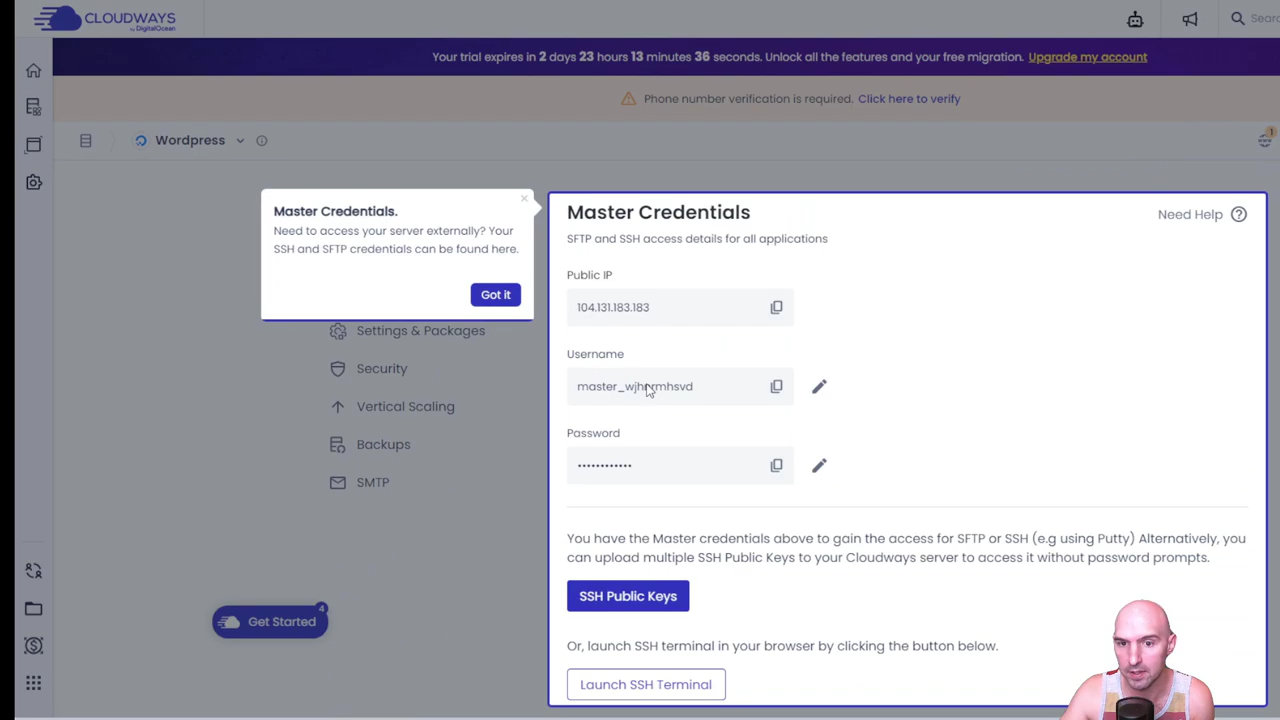 CLOUDWAYS
by DigitalOcean
Sear
Your trial expires in 2 days 23 hours 13 minutes 36 seconds. Unlock all the features and your free migration. Upgrade my account
Phone number verification is required. Click here to verify
Wordpress
1
Master Credentials.
Need to access your server externally? Your
SSH and SFTP credentials can be found here.
Got it
Settings & Packages
Security
Vertical Scaling
Backups
SMTP
Get Started
4
Master Credentials
Need Help
SFTP and SSH access details for all applications
Public IP
104.131.183.183
Username
Password
••••••••••••
You have the Master credentials above to gain the access for SFTP or SSH (e.g using Putty) Alternatively, you
can upload multiple SSH Public Keys to your Cloudways server to access it without password prompts.
SSH Public Keys
Or, launch SSH terminal in your browser by clicking the button below.
Launch SSH Terminal